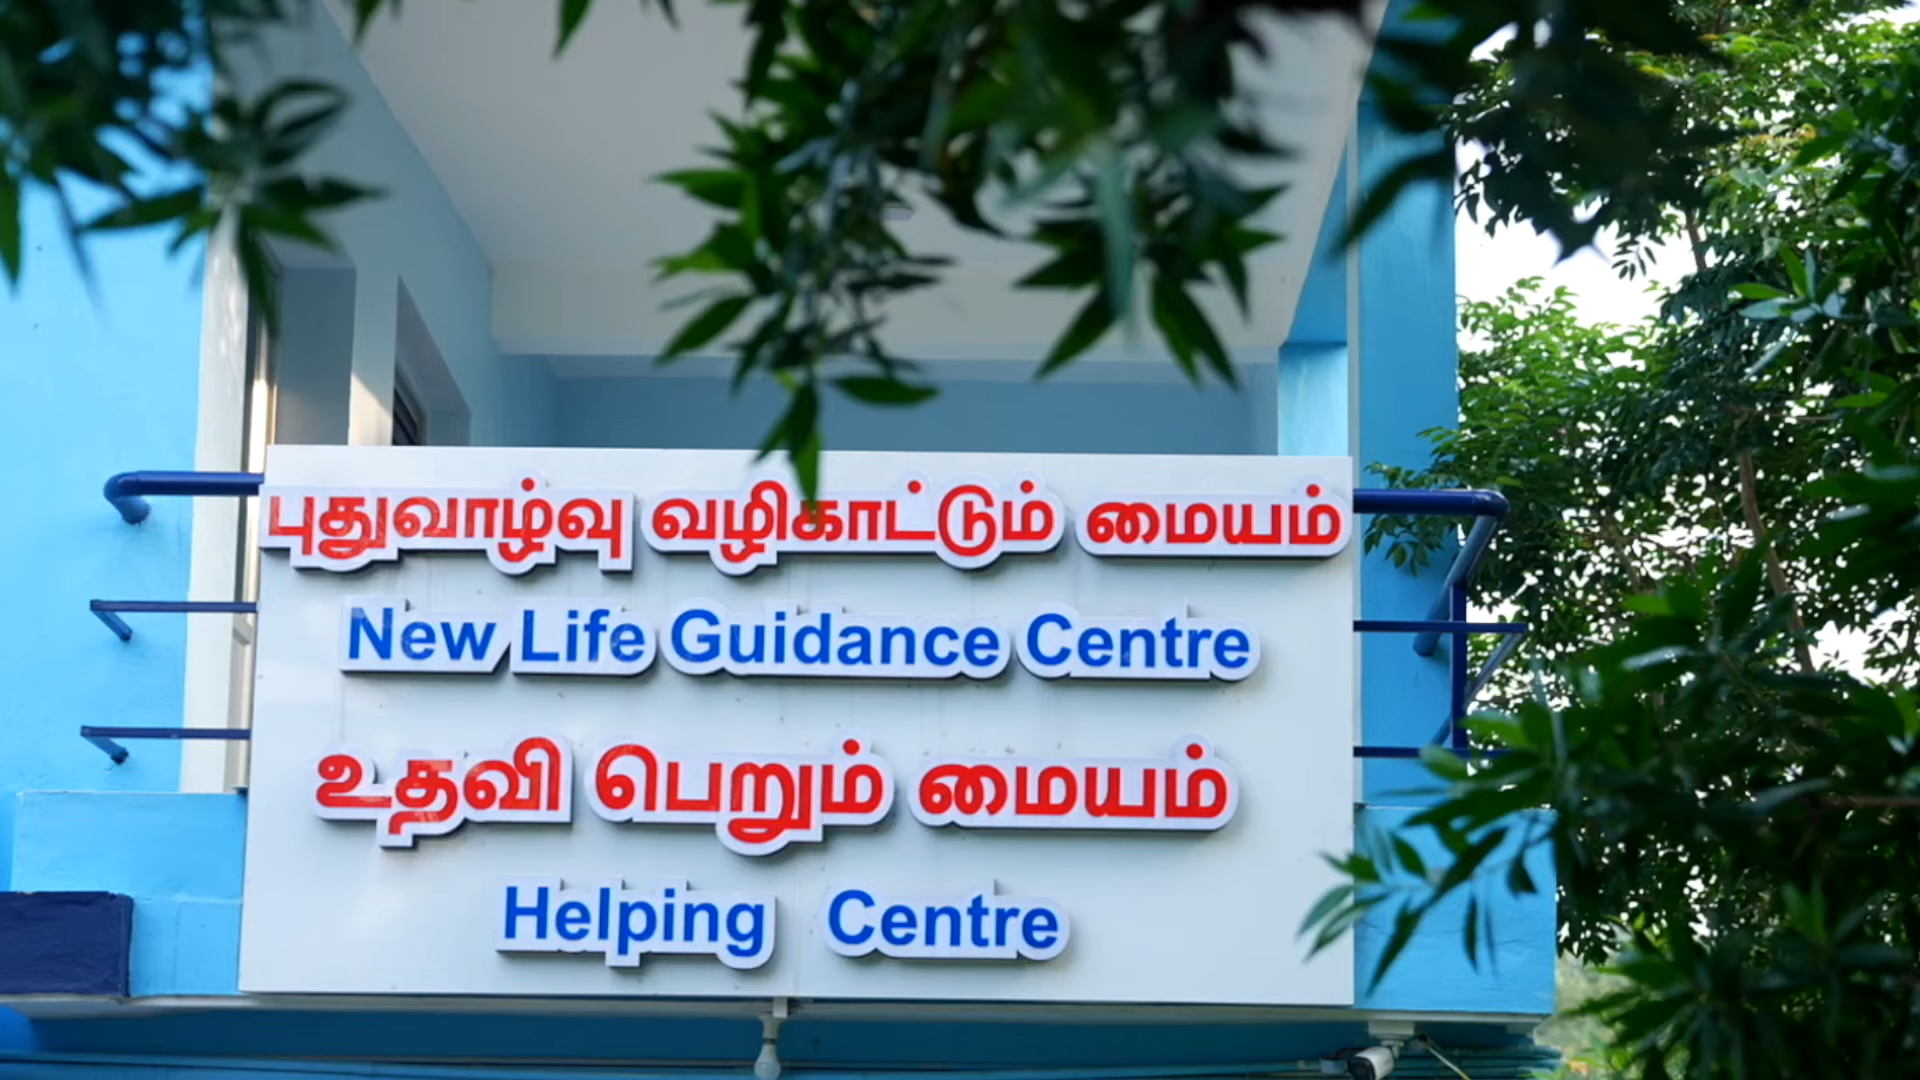 புதுவாழ்வு வழிகாட்டும் மையம்
New Life Guidance Centre
உதவி பெறும் மையம்
Helping Centre